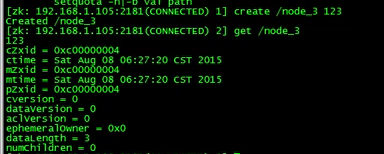 setquota -n|-b val path
[zk: 192.168.1.105:2181(CONNECTED) 1] create /node_3 123
Created /node_3
[zk: 192.168.1.105:2181(CONNECTED) 2] get /node_3
123
cZxid = 0xc00000004
ctime = Sat Aug 08 06:27:20 CST 2015
mZxid = 0xc00000004
mtime = Sat Aug 08 06:27:20 CST 2015
pZxid = 0xc00000004
cversion = 0
dataVersion = 0
aclVersion = 0
ephemeralOwner = 0x0
dataLength = 3
numChildren = 0